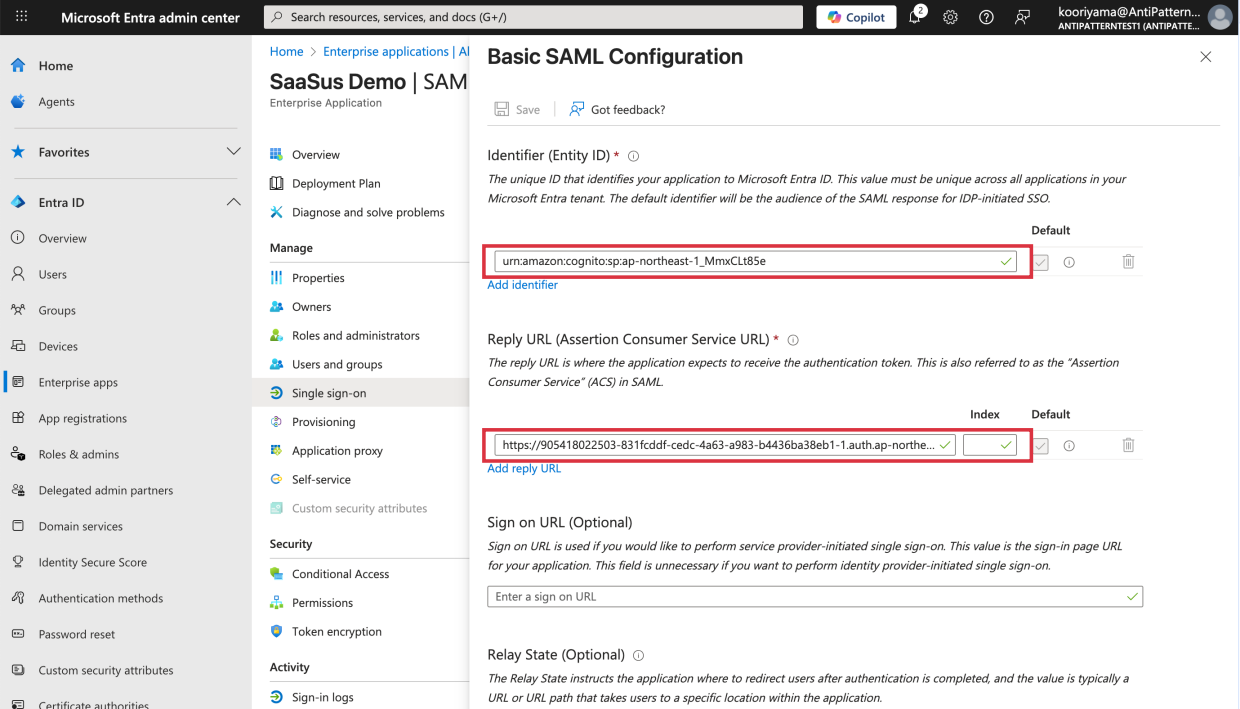 Microsoft Entra admin center
Search resources, services, and docs (G+/)
Copilot
2
kooriyama@AntiPattern...
ANTIPATTERNTEST1 (ANTIPATTE...
Home
Agents
Favorites
Entra ID
Overview
Users
Groups
Devices
Enterprise apps
App registrations
Roles & admins
Delegated admin partners
Domain services
Identity Secure Score
Authentication methods
Password reset
Custom security attributes
Certificate authorities
Home > Enterprise applications | Al
SaaSus Demo | SAM
Enterprise Application
Overview
Deployment Plan
Diagnose and solve problems
Manage
Properties
Owners
Roles and administrators
Users and groups
Single sign-on
Provisioning
Application proxy
Self-service
Custom security attributes
Security
Conditional Access
Permissions
Token encryption
Activity
Sign-in logs
Basic SAML Configuration
Save
Got feedback?
Identifier (Entity ID) *
The unique ID that identifies your application to Microsoft Entra ID. This value must be unique across all applications in your
Microsoft Entra tenant. The default identifier will be the audience of the SAML response for IDP-initiated SSO.
Default
urn:amazon:cognito:sp:ap-northeast-1_MmxCLt85e
Add identifier
Reply URL (Assertion Consumer Service URL) *
The reply URL is where the application expects to receive the authentication token. This is also referred to as the "Assertion
Consumer Service" (ACS) in SAML.
Index Default
https://905418022503-831fcddf-cedc-4a63-a983-b4436ba38eb1-1.auth.ap-northe...
Add reply URL
Sign on URL (Optional)
Sign on URL is used if you would like to perform service provider-initiated single sign-on. This value is the sign-in page URL
for your application. This field is unnecessary if you want to perform identity provider-initiated single sign-on.
Enter a sign on URL
Relay State (Optional)
The Relay State instructs the application where to redirect users after authentication is completed, and the value is typically a
URL or URL path that takes users to a specific location within the application.